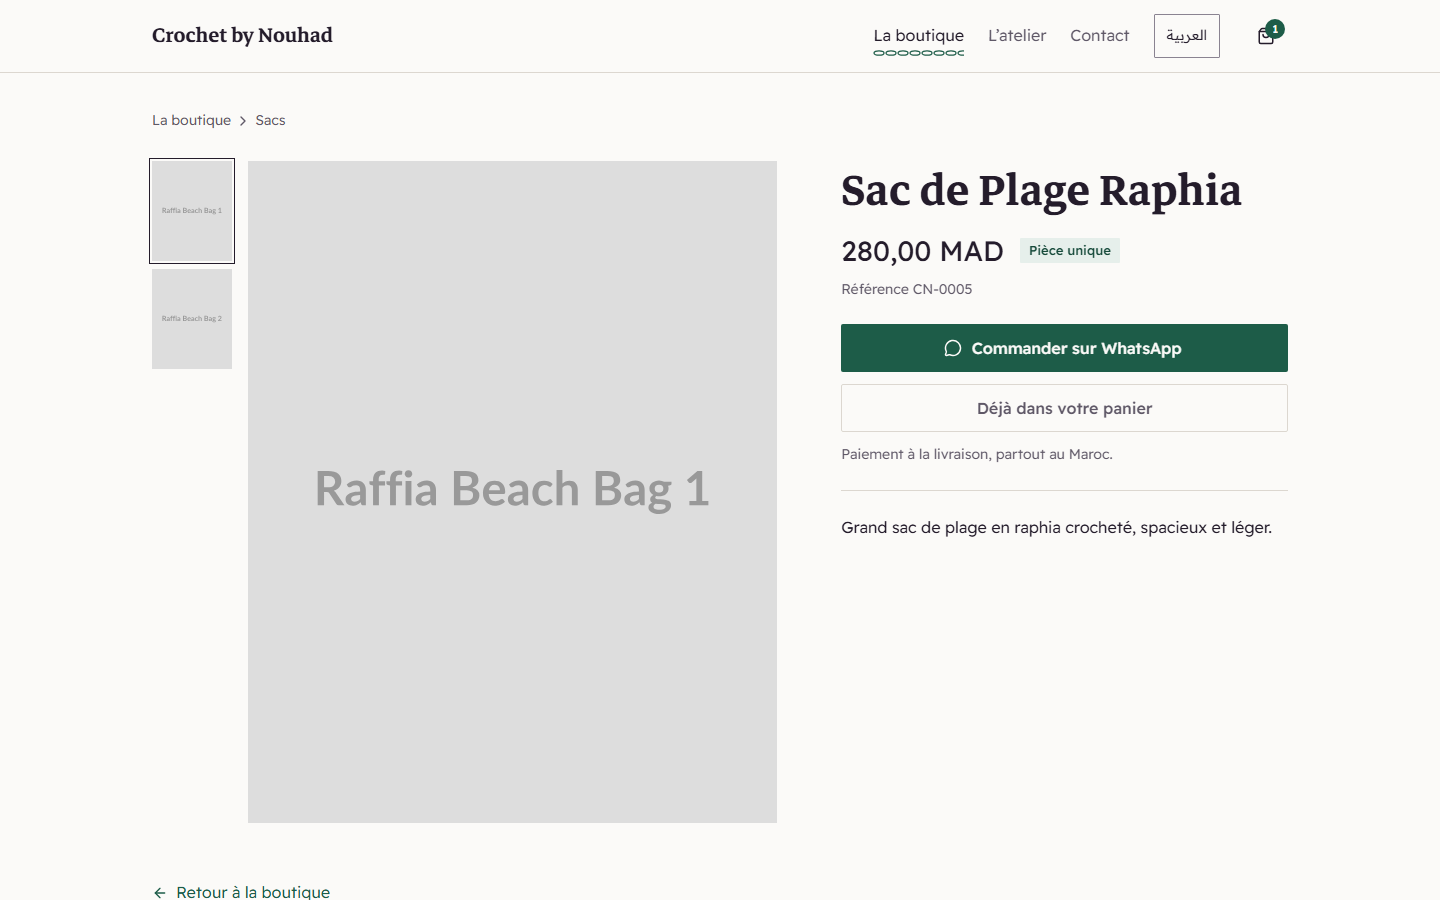 Crochet by Nouhad
La boutique
L’atelier
Contact
العربية
1
La boutique
Sacs
Raffia Beach Bag 1
Raffia Beach Bag 2
Raffia Beach Bag 1
Sac de Plage Raphia
280,00 MAD
Pièce unique
Référence CN-0005
Commander sur WhatsApp
Déjà dans votre panier
Paiement à la livraison, partout au Maroc.
Grand sac de plage en raphia crocheté, spacieux et léger.
Retour à la boutique